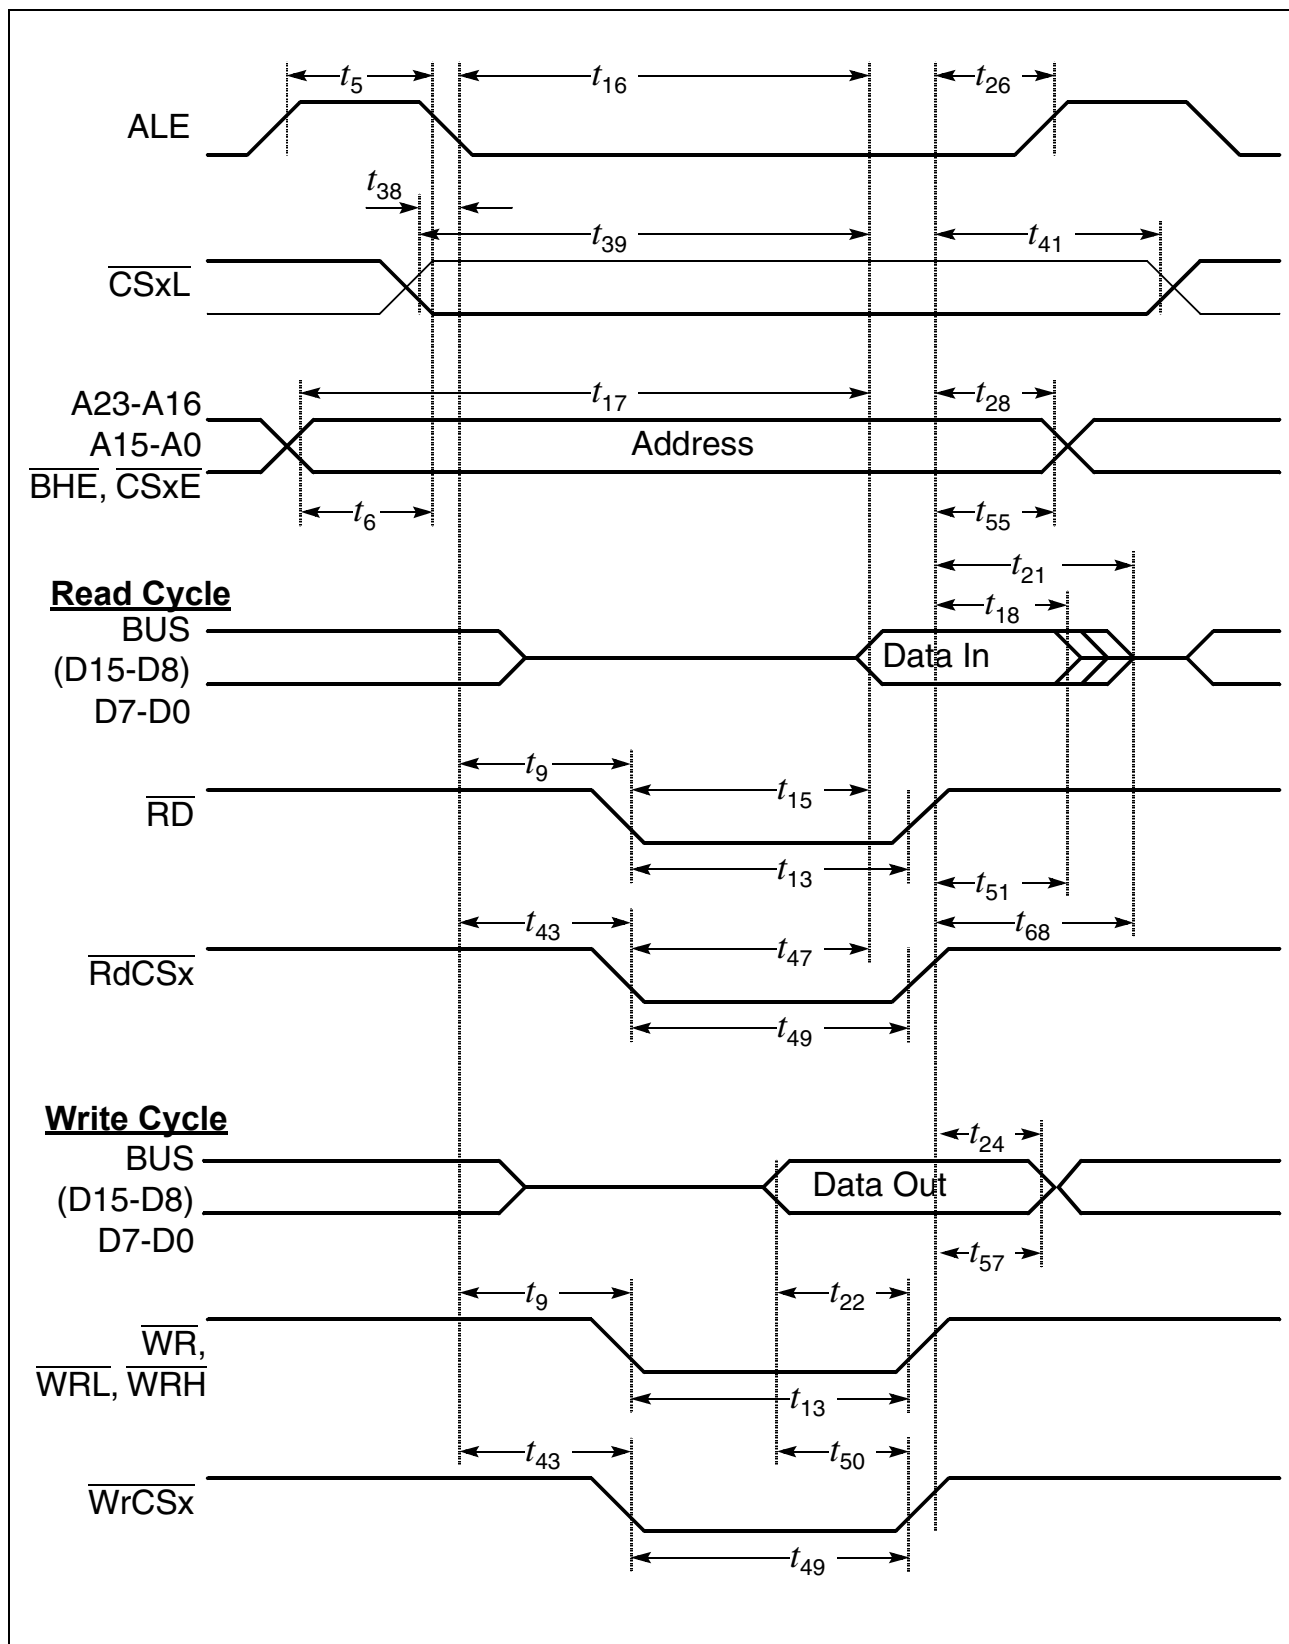 t5
t16
t26
ALE
t38
t39
t41
CSxL
t17
t28
A23-A16
A15-A0
Address
BHE, CSxE
t6
t55
t21
Read Cycle
t18
BUS
(D15-D8)
Data In
D7-D0
t9
t15
RD
t13
t51
t43
t68
t47
RdCSx
t49
Write Cycle
t24
BUS
(D15-D8)
Data Out
D7-D0
t57
t9
t22
WR,
WRL, WRH
t13
t43
t50
WrCSx
t49